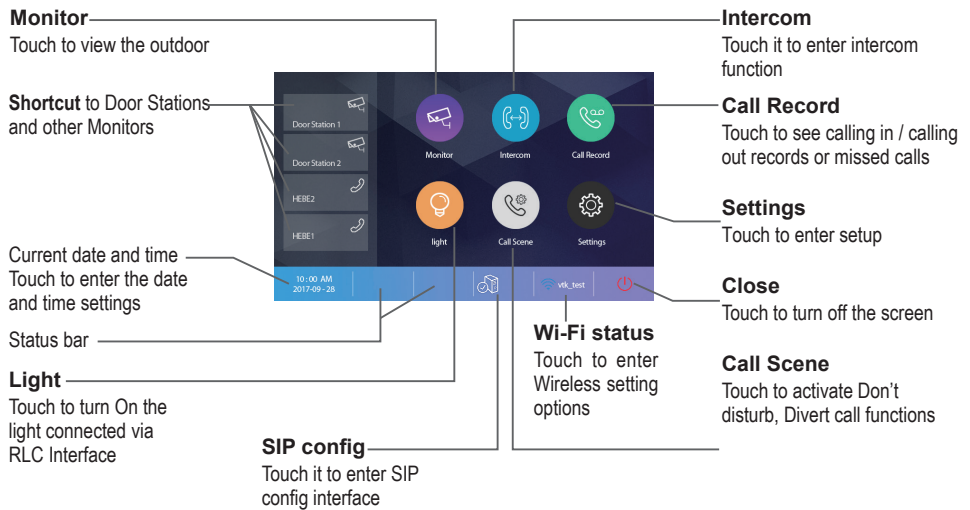 Monitor
Touch to view the outdoor
Shortcut to Door Stations
and other Monitors
Current date and time
Touch to enter the date
and time settings
Status bar
Light
Touch to turn On the
light connected via
RLC Interface
Door Station 1
Door Station 2
HEBE2
HEBE1
Monitor
Intercom
Call Record
light
Call Scene
Settings
10:00 AM
2017-09-28
vtk_test
SIP config
Touch it to enter SIP
config interface
Wi-Fi status
Touch to enter
Wireless setting
options
Intercom
Touch it to enter intercom
function
Call Record
Touch to see calling in / calling
out records or missed calls
Settings
Touch to enter setup
Close
Touch to turn off the screen
Call Scene
Touch to activate Don't
disturb, Divert call functions